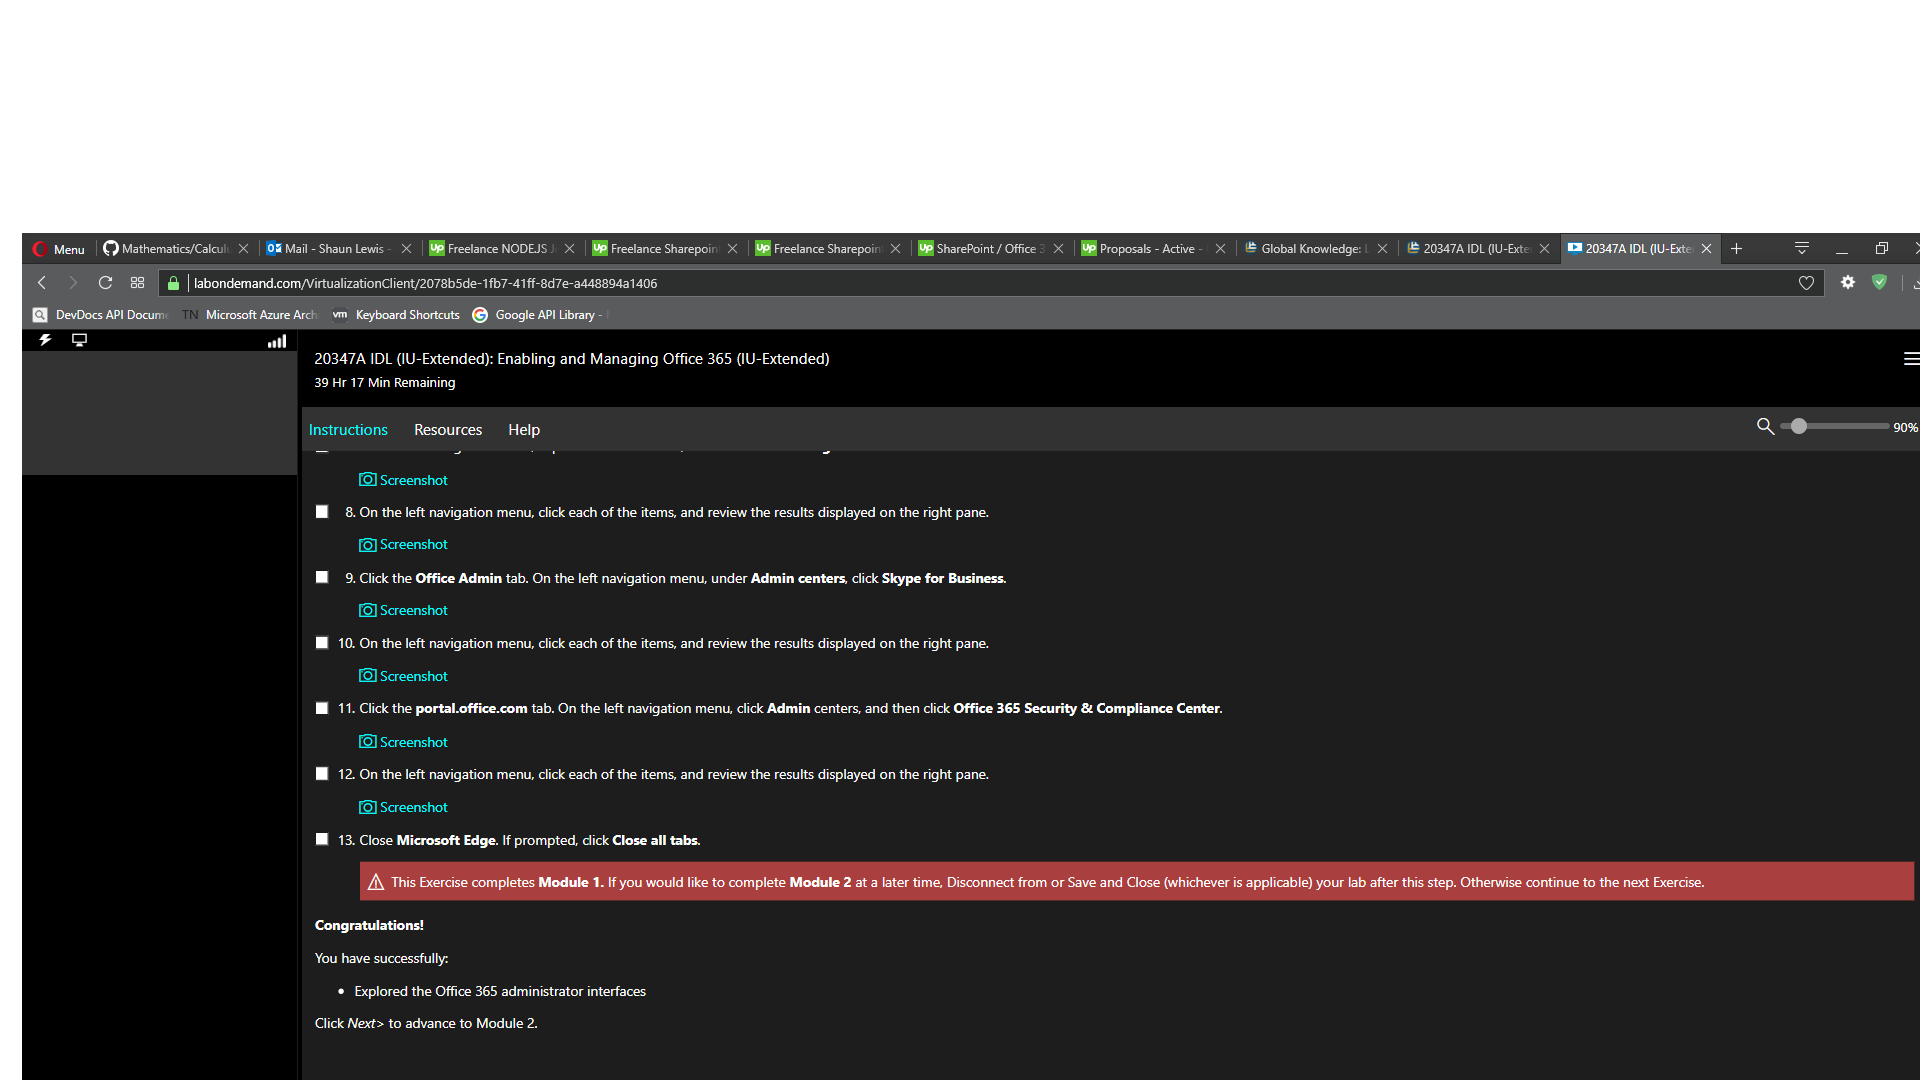 Menu
Mathematics/Calcul
Mail - Shaun Lewis -
Freelance NODEJS J
Freelance Sharepoin
Freelance Sharepoin
SharePoint / Office 3
Proposals - Active -
Global Knowledge: L
20347A IDL (IU-Exte
20347A IDL (IU-Exte
labondemand.com/VirtualizationClient/2078b5de-1fb7-41ff-8d7e-a448894a1406
DevDocs API Docume
TN Microsoft Azure Arch
vm Keyboard Shortcuts
Google API Library -
20347A IDL (IU-Extended): Enabling and Managing Office 365 (IU-Extended)
39 Hr 17 Min Remaining
Instructions Resources Help
90%
Screenshot
8. On the left navigation menu, click each of the items, and review the results displayed on the right pane.
Screenshot
9. Click the Office Admin tab. On the left navigation menu, under Admin centers, click Skype for Business.
Screenshot
10. On the left navigation menu, click each of the items, and review the results displayed on the right pane.
Screenshot
11. Click the portal.office.com tab. On the left navigation menu, click Admin centers, and then click Office 365 Security & Compliance Center.
Screenshot
12. On the left navigation menu, click each of the items, and review the results displayed on the right pane.
Screenshot
13. Close Microsoft Edge. If prompted, click Close all tabs.
This Exercise completes Module 1. If you would like to complete Module 2 at a later time, Disconnect from or Save and Close (whichever is applicable) your lab after this step. Otherwise continue to the next Exercise.
Congratulations!
You have successfully:
• Explored the Office 365 administrator interfaces
Click Next> to advance to Module 2.